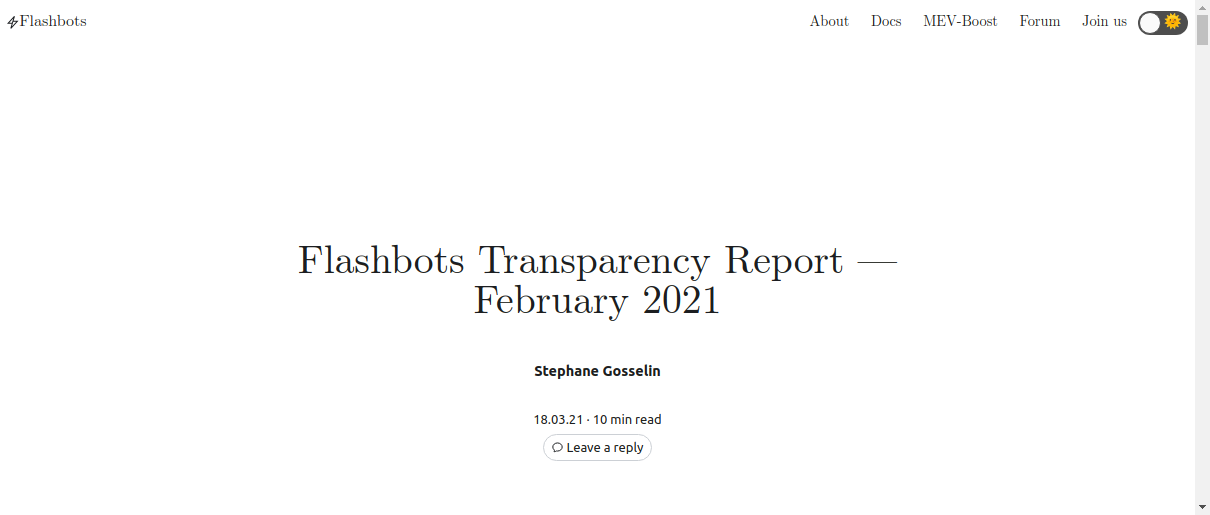 Flashbots
About Docs MEV-Boost Forum Join us
Flashbots Transparency Report —
February 2021
Stephane Gosselin
18.03.21 · 10 min read
Leave a reply